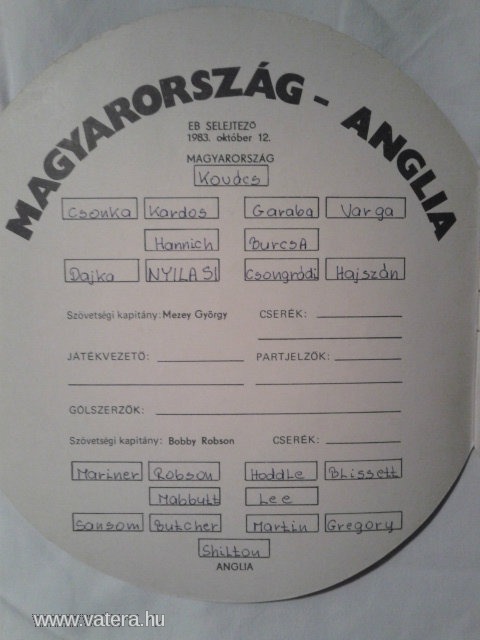 MAGYARORSZÁG - ANGLIA
EB SELEJTEZŐ
1983. október 12.
MAGYARORSZÁG
Kovács
Csonka Kardos Garaba Varga
Hannich Burcsa
Dajka NYILASI Csongrádi Hajszán
Szövetségi kapitány: Mezey György CSERÉK:
JÁTÉKVEZETŐ: PARTJELZŐK:
GÓLSZERZŐK:
Szövetségi kapitány: Bobby Robson CSERÉK:
Mariner Robson Hoddle Blissett
Mabbutt Lee
Sansom Butcher Martin Gregory
Shilton
ANGLIA
www.vatera.hu